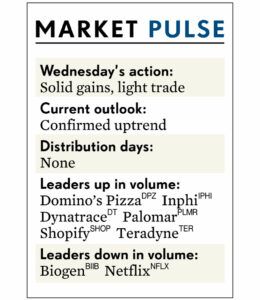 MARKET PULSE
Wednesday's action:
Solid gains, light trade
Current outlook:
Confirmed uptrend
Distribution days:
None
Leaders up in volume:
Domino's Pizza DPZ Inphi IPHI
Dynatrace DT Palomar PLMR
Shopify SHOP Teradyne TER
Leaders down in volume:
Biogen BIIB Netflix NFLX